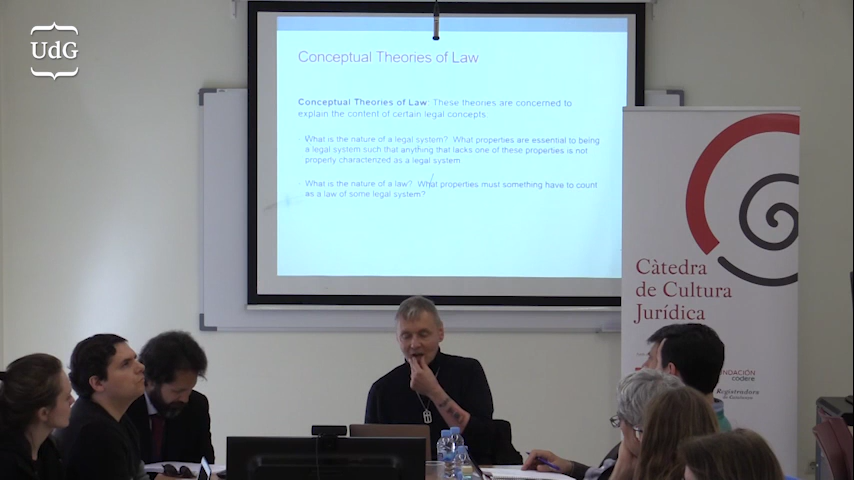 UdG
Conceptual Theories of Law
Conceptual Theories of Law: These theories are concerned to
explain the content of certain legal concepts
What is the nature of a legal system? What properties are essential to being
a legal system such that anything that lacks one of these properties is not
properly characterized as a legal system
What is the nature of a law? What properties must something have to count
as a law of some legal system?
Càtedra
de Cultura
Jurídica
FUNDACIÓN
codere
Registradors